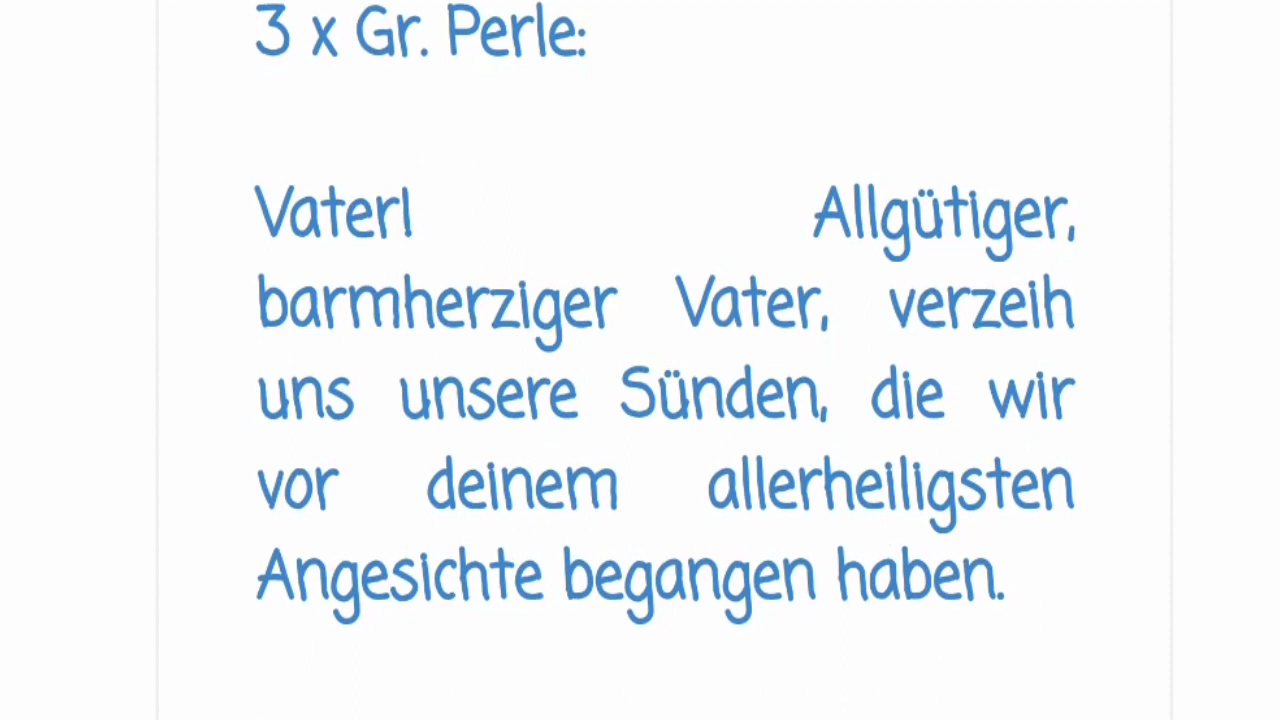 3 x Gr. Perle:
Vater! Allgütiger,
barmherziger Vater, verzeih
uns unsere Sünden, die wir
vor deinem allerheiligsten
Angesichte begangen haben.